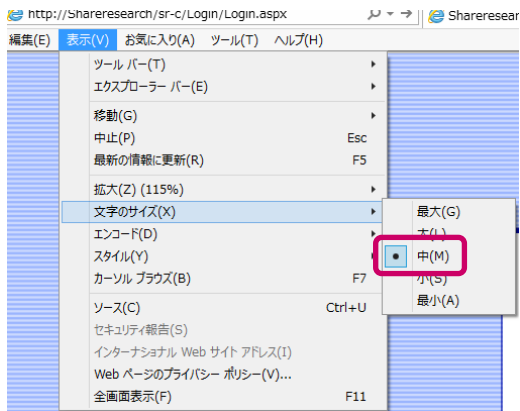 http://Shareresearch/sr-c/Login/Login.aspx
Shareresear
編集(E) 表示(V) お気に入り(A) ツール(T) ヘルプ(H)
ツール バー(T)
エクスプローラー バー(E)
移動(G)
中止(P) Esc
最新の情報に更新(R) F5
拡大(Z) (115%)
文字のサイズ(X)
最大(G)
エンコード(D)
大(L)
スタイル(Y)
中(M)
カーソル ブラウズ(B) F7
小(S)
最小(A)
ソース(C) Ctrl+U
セキュリティ報告(S)
インターナショナル Web サイト アドレス(I)
Web ページのプライバシー ポリシー(V)...
全画面表示(F) F11